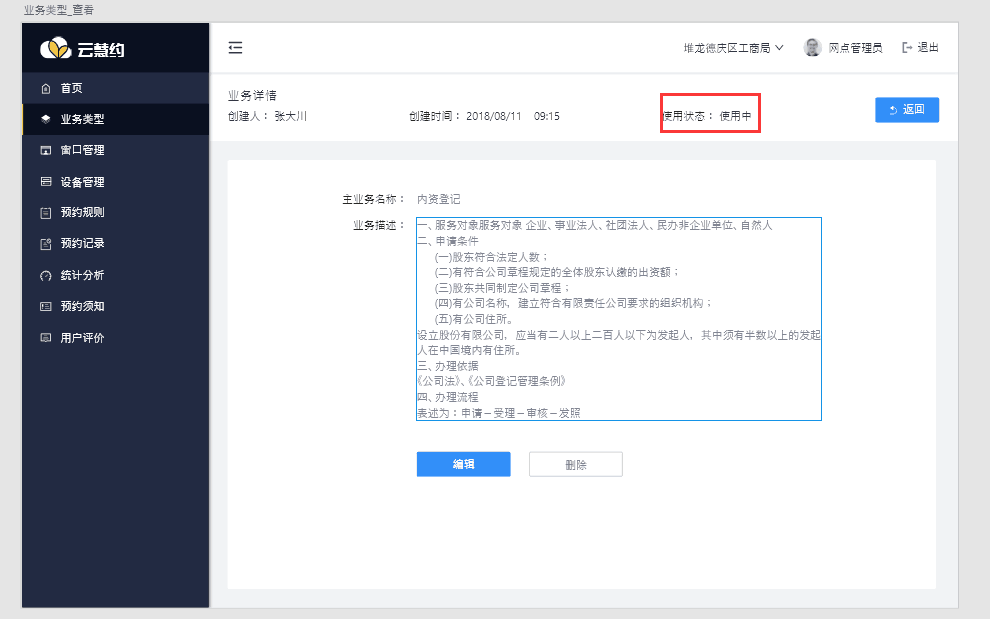 业务类型_查看
云慧约
堆龙德庆区工商局
网点管理员
退出
首页
业务类型
窗口管理
设备管理
预约规则
预约记录
统计分析
预约须知
用户评价
业务详情
创建人： 张大川
创建时间： 2018/08/11 09:15
使用状态： 使用中
返回
主业务名称： 内资登记
业务描述：
一、服务对象服务对象 企业、事业法人、社团法人、民办非企业单位、自然人
二、申请条件
(一)股东符合法定人数；
(二)有符合公司章程规定的全体股东认缴的出资额；
(三)股东共同制定公司章程；
(四)有公司名称，建立符合有限责任公司要求的组织机构；
(五)有公司住所。
设立股份有限公司，应当有二人以上二百人以下为发起人，其中须有半数以上的发起
人在中国境内有住所。
三、办理依据
《公司法》、《公司登记管理条例》
四、办理流程
表述为：申请－受理－审核－发照
编辑
删除